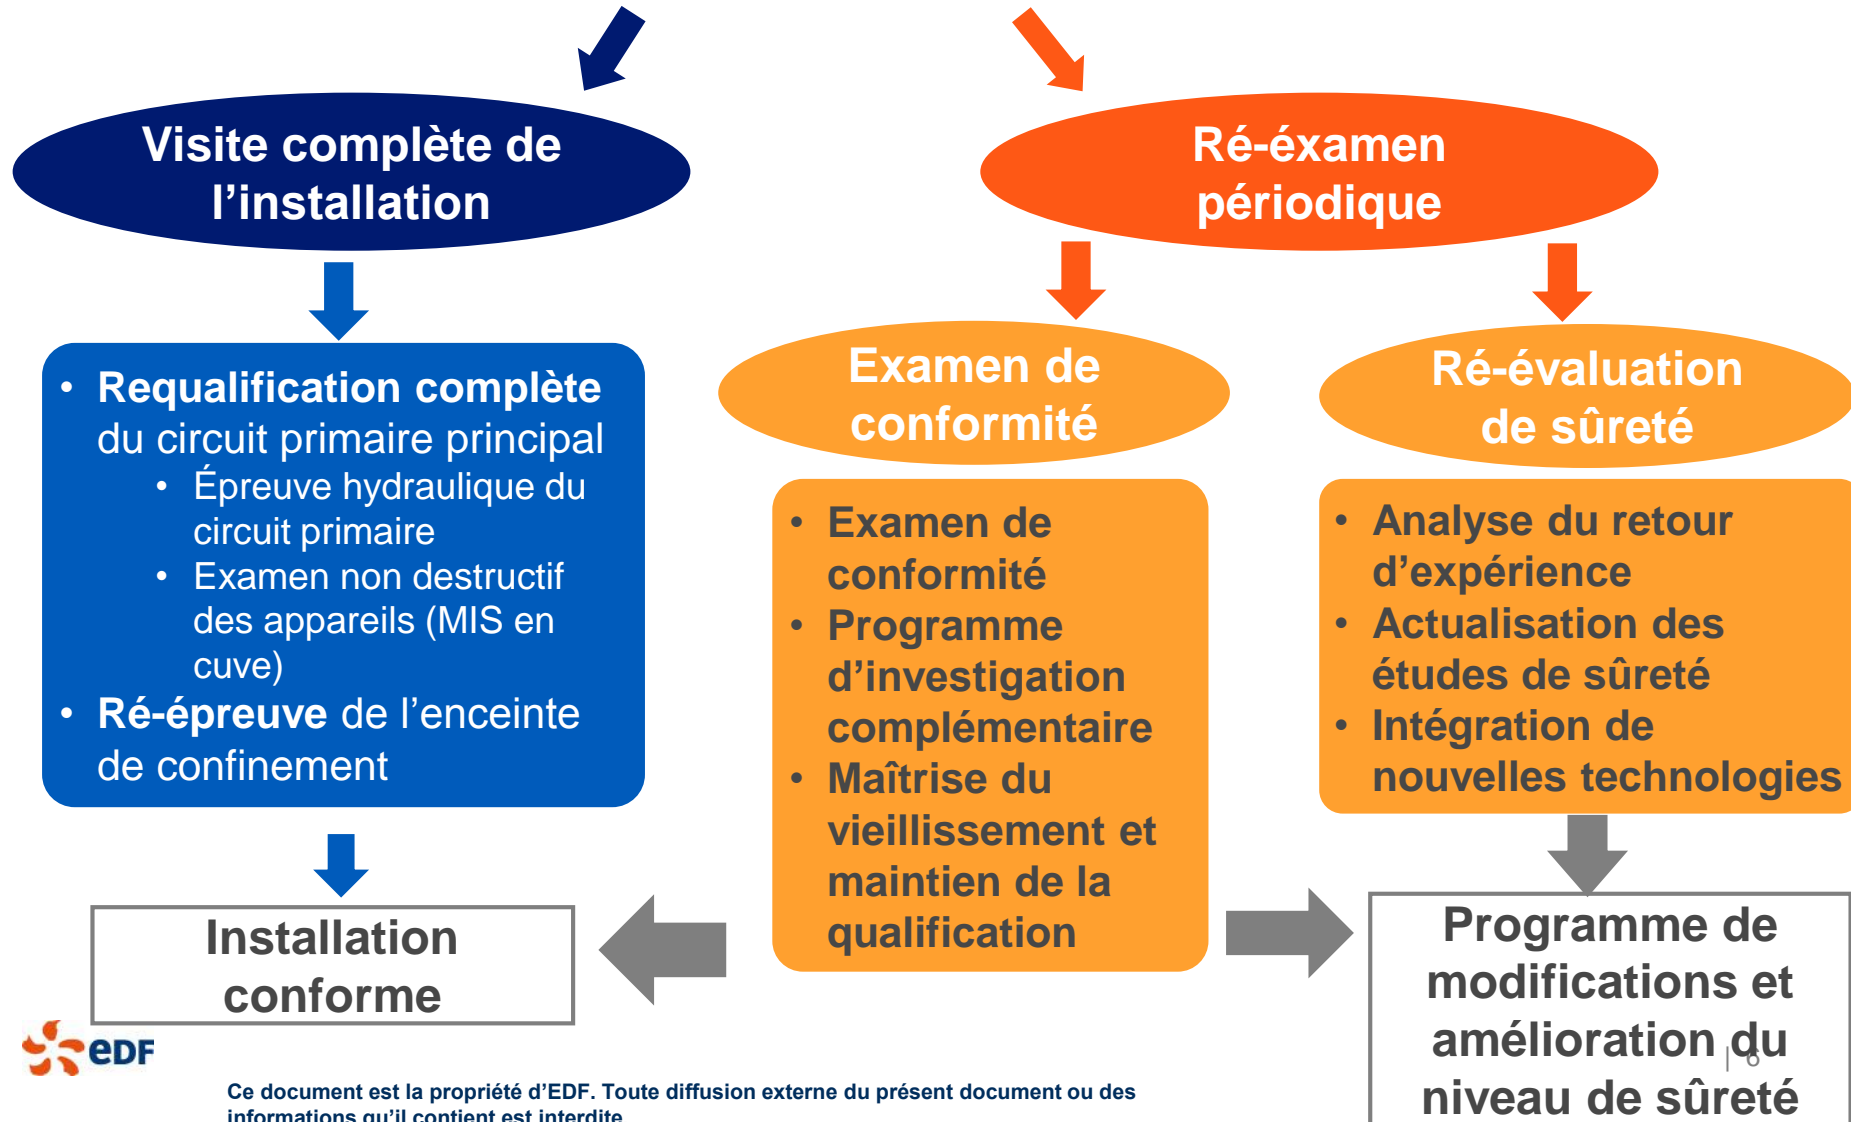 Visite complète de
l’installation
Ré-éxamen
périodique
• Requalification complète
du circuit primaire principal
• Épreuve hydraulique du
circuit primaire
• Examen non destructif
des appareils (MIS en
cuve)
• Ré-épreuve de l’enceinte
de confinement
Examen de
conformité
• Examen de
conformité
• Programme
d’investigation
complémentaire
• Maîtrise du
vieillissement et
maintien de la
qualification
Ré-évaluation
de sûreté
• Analyse du retour
d’expérience
• Actualisation des
études de sûreté
• Intégration de
nouvelles technologies
Installation
conforme
Programme de
modifications et
amélioration du
niveau de sûreté
| 6
eDF
Ce document est la propriété d’EDF. Toute diffusion externe du présent document ou des
informations qu’il contient est interdite